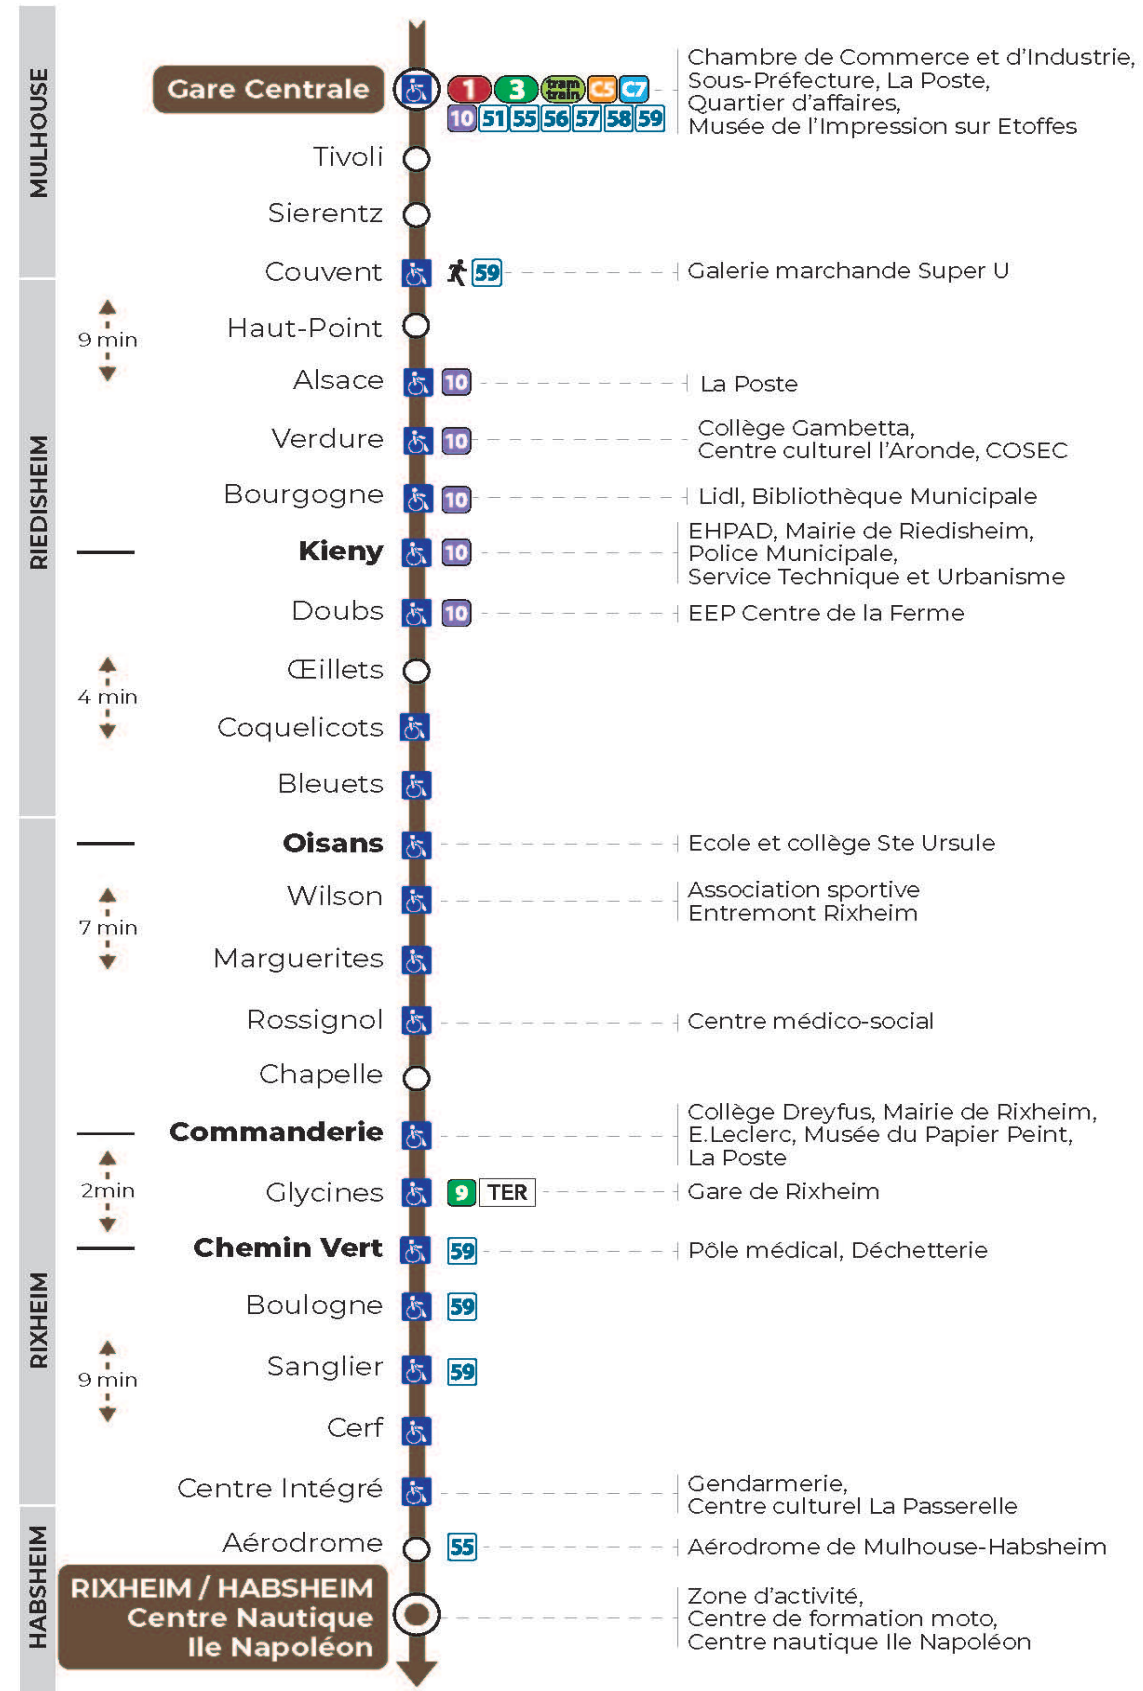 MULHOUSE
Gare Centrale
1 3 tram train C5 C7
10 51 55 56 57 58 59
Chambre de Commerce et d'Industrie,
Sous-Préfecture, La Poste,
Quartier d'affaires,
Musée de l'Impression sur Etoffes
Tivoli
Sierentz
Couvent
59
Galerie marchande Super U
RIEDISHEIM
9 min
Haut-Point
Alsace
10
La Poste
Verdure
10
Collège Gambetta,
Centre culturel l'Aronde, COSEC
Bourgogne
10
Lidl, Bibliothèque Municipale
Kieny
10
EHPAD, Mairie de Riedisheim,
Police Municipale,
Service Technique et Urbanisme
Doubs
10
EEP Centre de la Ferme
Œillets
4 min
Coquelicots
Bleuets
RIXHEIM
Oisans
Ecole et collège Ste Ursule
Wilson
Association sportive
Entremont Rixheim
7 min
Marguerites
Rossignol
Centre médico-social
Chapelle
Commanderie
Collège Dreyfus, Mairie de Rixheim,
E.Leclerc, Musée du Papier Peint,
La Poste
2min
Glycines
9 TER
Gare de Rixheim
Chemin Vert
59
Pôle médical, Déchetterie
Boulogne
59
Sanglier
59
9 min
Cerf
Centre Intégré
Gendarmerie,
Centre culturel La Passerelle
HABSHEIM
Aérodrome
55
Aérodrome de Mulhouse-Habsheim
RIXHEIM / HABSHEIM
Centre Nautique
Ile Napoléon
Zone d'activité,
Centre de formation moto,
Centre nautique Ile Napoléon